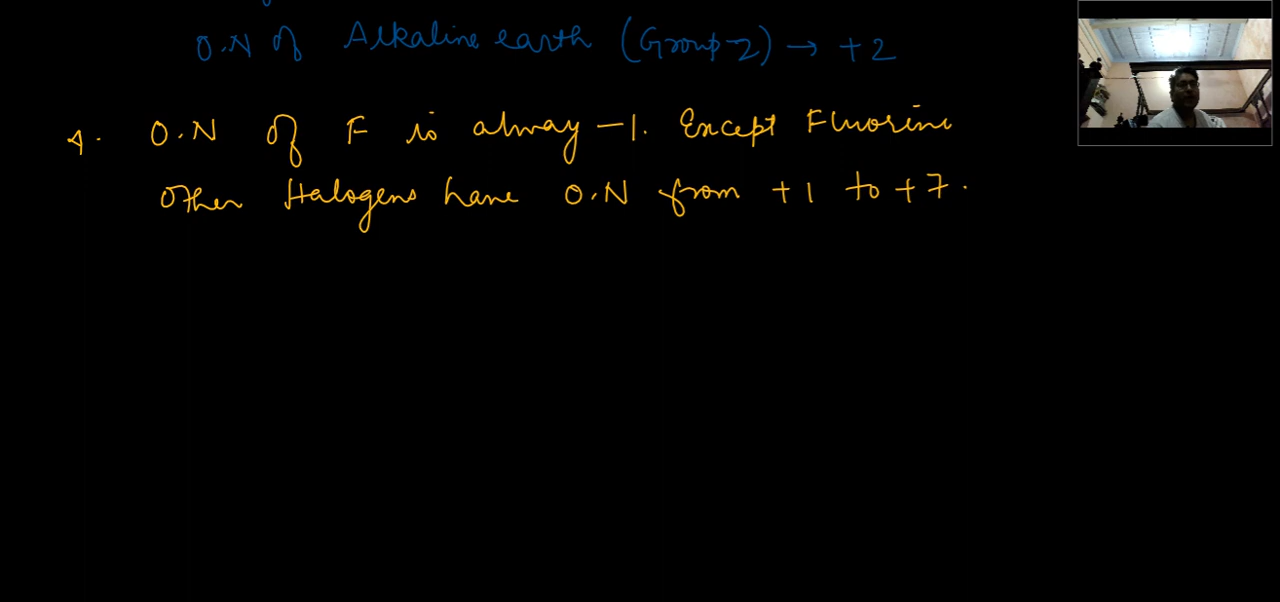 O.N of Alkaline earth (Group-2) → +2
4. O.N of F is alway -1. Except Fluorine
Other Halogens have O.N from +1 to +7.